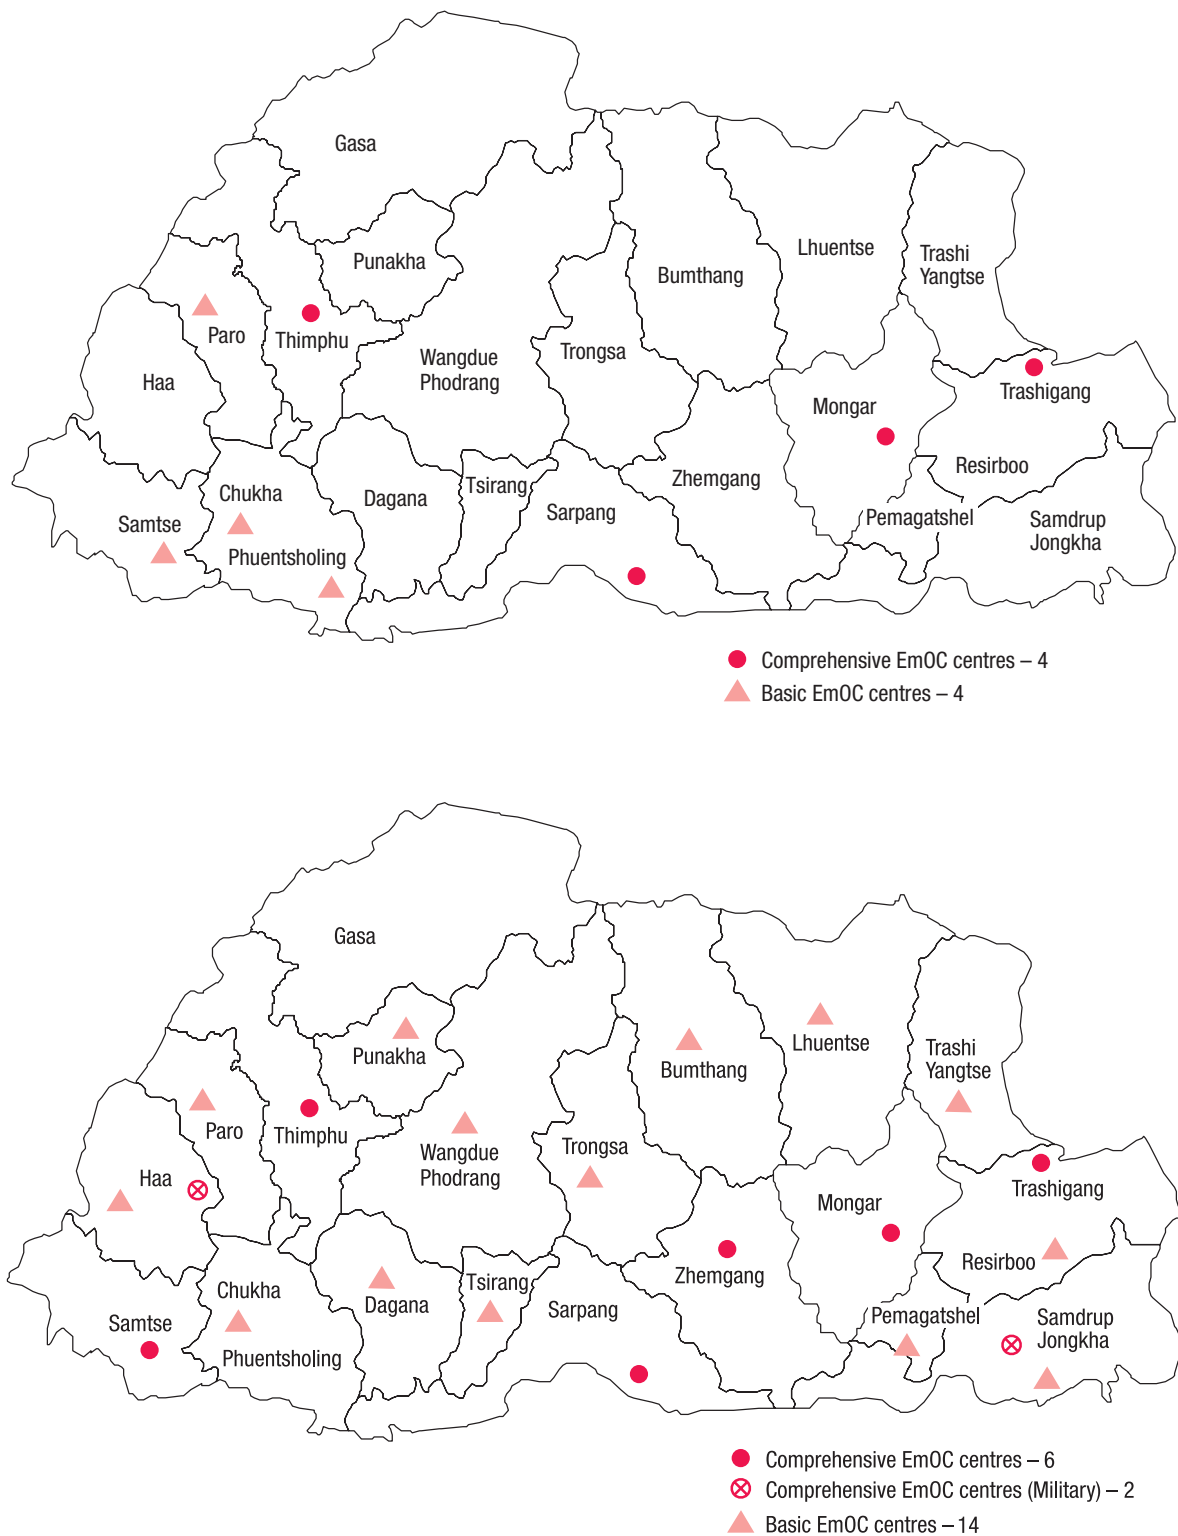 Gasa
Punakha
Lhuentse
Trashi
Yangtse
Bumthang
Paro
Thimphu
Wangdue
Phodrang
Trongsa
Haa
Mongar
Trashigang
Resirboo
Zhemgang
Tsirang
Dagana
Chukha
Sarpang
Samtse
Phuentsholing
Pemagatshel
Samdrup
Jongkha
Comprehensive EmOC centres – 4
Basic EmOC centres – 4
Gasa
Punakha
Lhuentse
Trashi
Yangtse
Bumthang
Paro
Thimphu
Wangdue
Phodrang
Trongsa
Haa
Mongar
Trashigang
Resirboo
Zhemgang
Tsirang
Dagana
Chukha
Sarpang
Samtse
Phuentsholing
Pemagatshel
Samdrup
Jongkha
Comprehensive EmOC centres – 6
Comprehensive EmOC centres (Military) – 2
Basic EmOC centres – 14